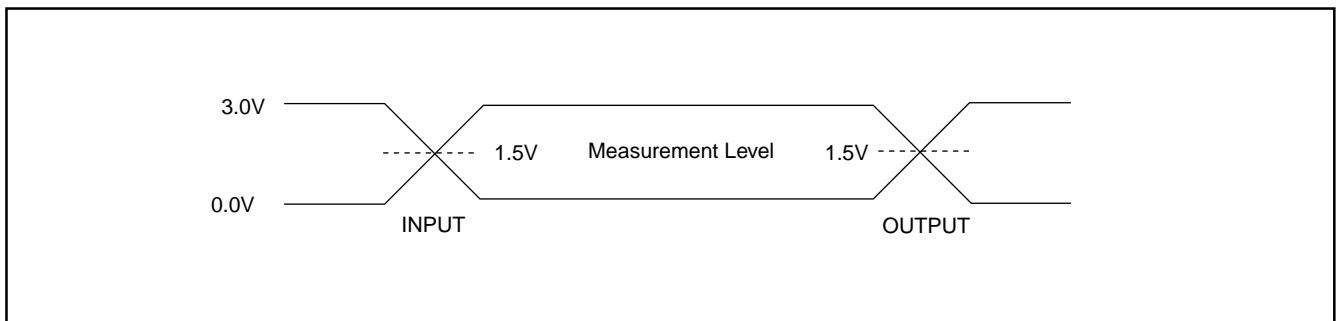 3.0V
1.5V Measurement Level 1.5V
0.0V
INPUT OUTPUT